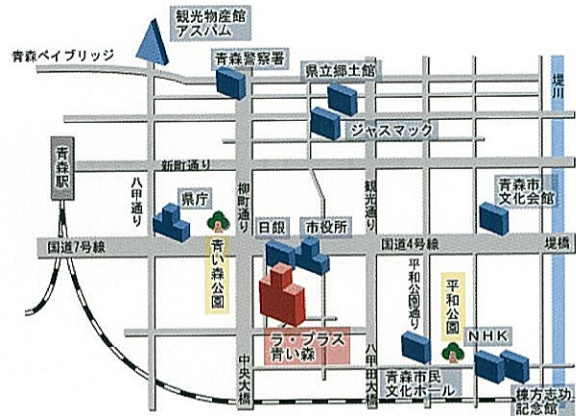 観光物産館
アスパム
青森ベイブリッジ
青森警察署
県立郷土館
堤川
ジャスマック
青森駅
新町通り
八甲通り
県庁
柳町通り
観光通り
青森市
文化会館
日銀
市役所
国道7号線
青い森公園
国道4号線
堤橋
平和公園通り
平和公園
ラ・プラス
青い森
NHK
中央大橋
八甲田大橋
青森市民
文化ホール
棟方志功
記念館